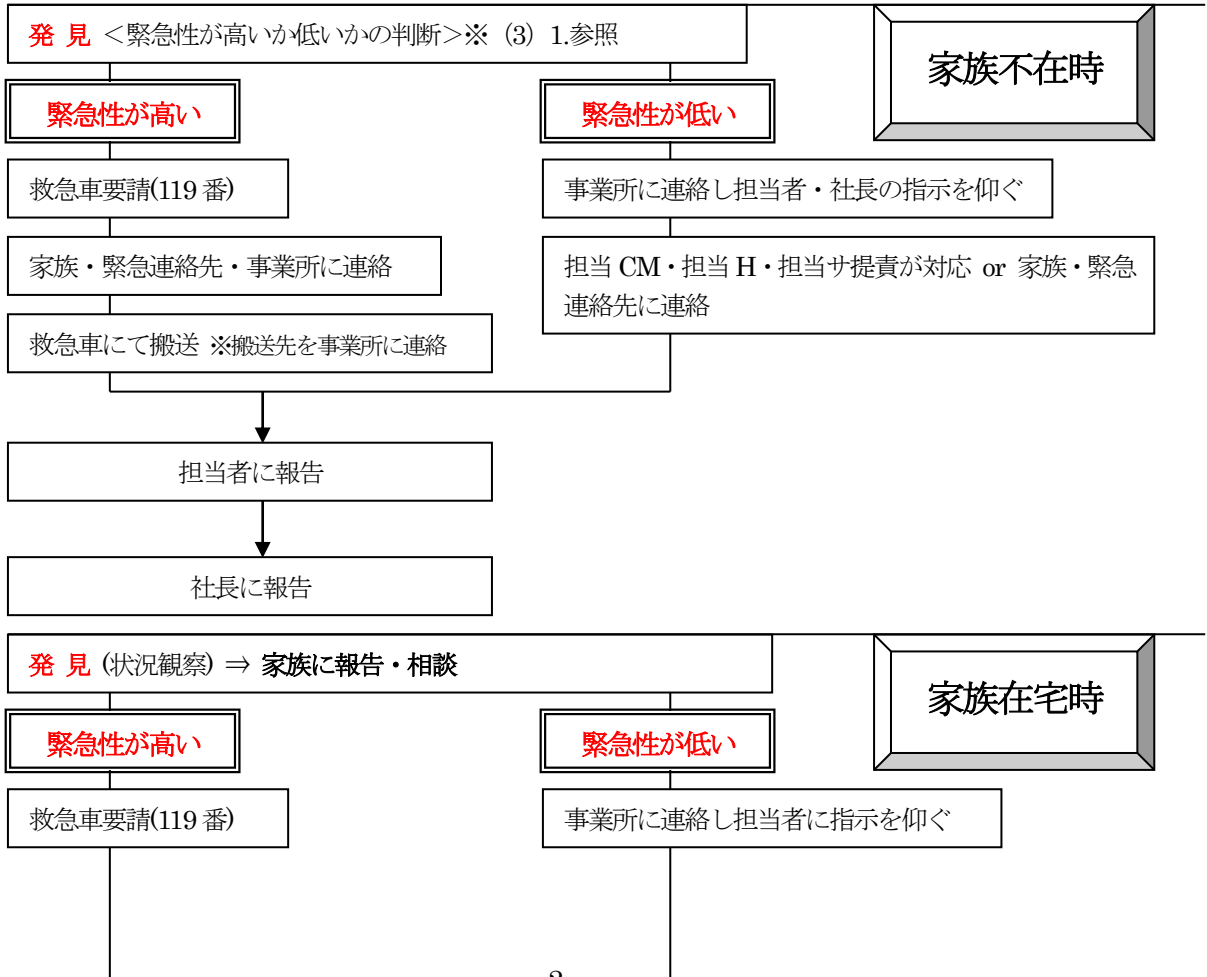 発 見 ＜緊急性が高いか低いかの判断＞※ (3) 1.参照
家族不在時
緊急性が高い
緊急性が低い
救急車要請(119 番)
事業所に連絡し担当者・社長の指示を仰ぐ
家族・緊急連絡先・事業所に連絡
担当 CM・担当 H・担当サ提責が対応 or 家族・緊急
連絡先に連絡
救急車にて搬送 ※搬送先を事業所に連絡
担当者に報告
社長に報告
発 見 (状況観察) ⇒ 家族に報告・相談
家族在宅時
緊急性が高い
緊急性が低い
救急車要請(119 番)
事業所に連絡し担当者に指示を仰ぐ